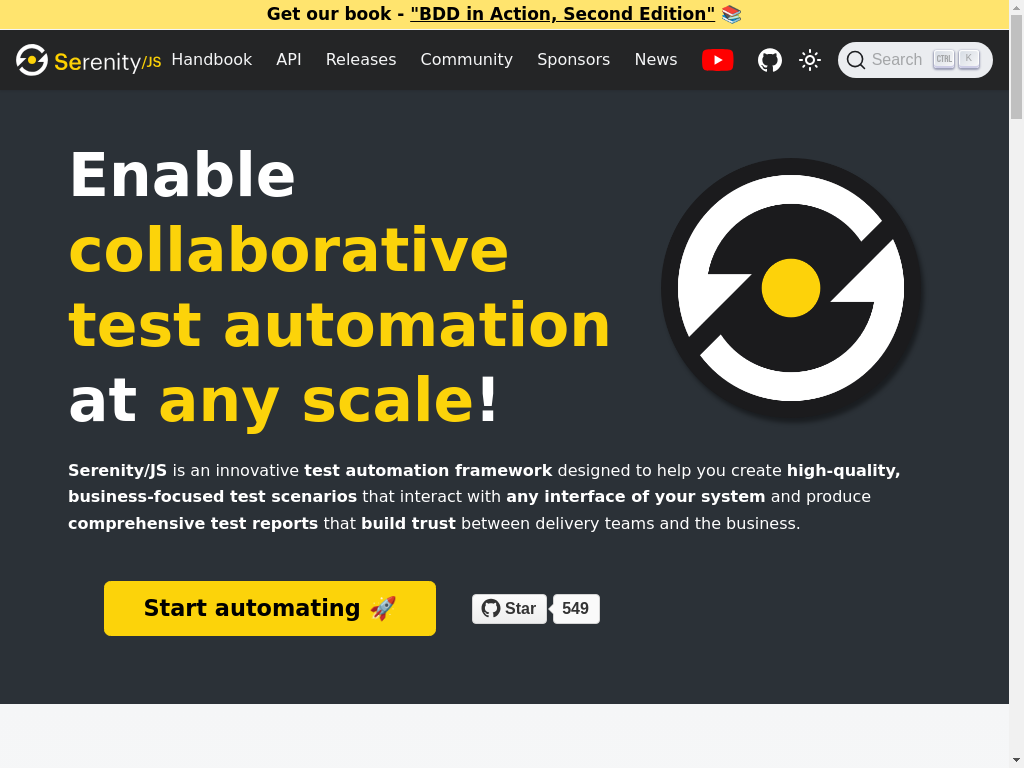 Get our book - "BDD in Action, Second Edition" 📚
Serenity/JS Handbook API Releases Community Sponsors News Search CTRL K
Enable
collaborative
test automation
at any scale!
Serenity/JS is an innovative test automation framework designed to help you create high-quality,
business-focused test scenarios that interact with any interface of your system and produce
comprehensive test reports that build trust between delivery teams and the business.
Start automating 🚀 Star 549